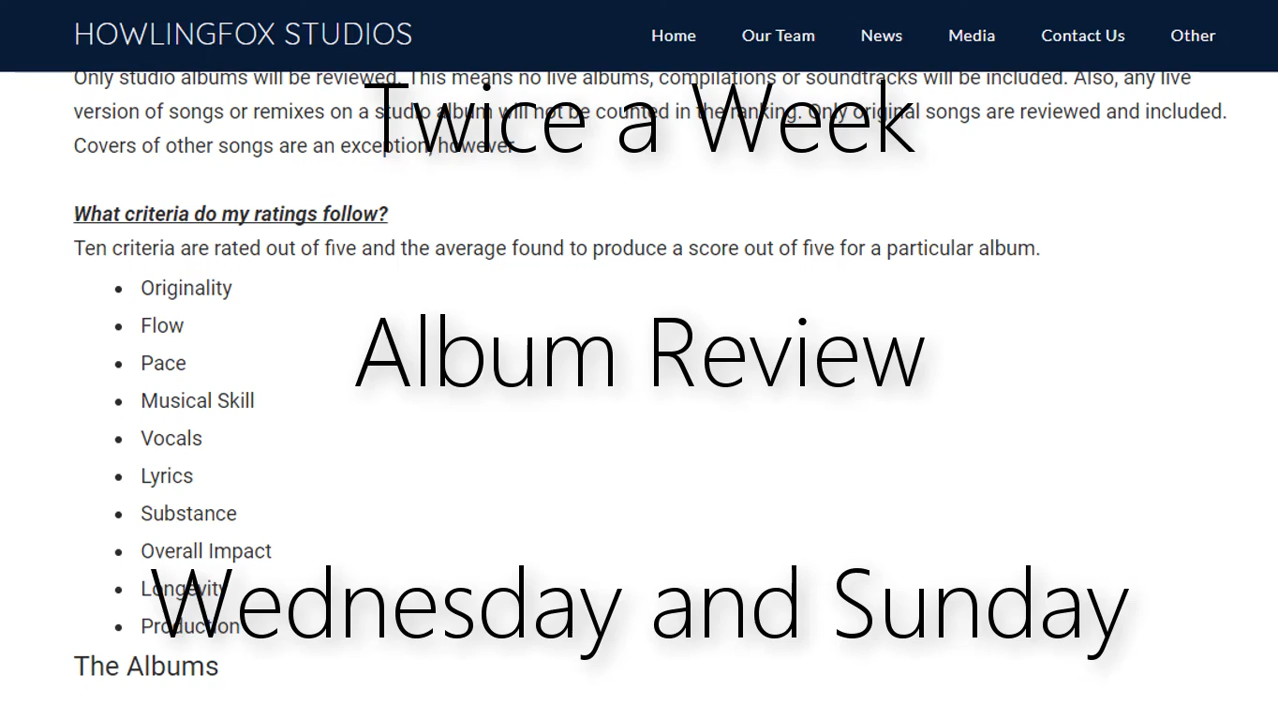 HOWLINGFOX STUDIOS
Home
Our Team
News
Media
Contact Us
Other
Only studio albums will be reviewed. This means no live albums, compilations or soundtracks will be included. Also, any live
version of songs or remixes on a studio album will not be counted in the ranking. Only original songs are reviewed and included.
Covers of other songs are an exception, however.
Twice a Week
What criteria do my ratings follow?
Ten criteria are rated out of five and the average found to produce a score out of five for a particular album.
Originality
Flow
Pace
Album Review
Musical Skill
Vocals
Lyrics
Substance
Overall Impact
Longevity
Wednesday and Sunday
Production
The Albums